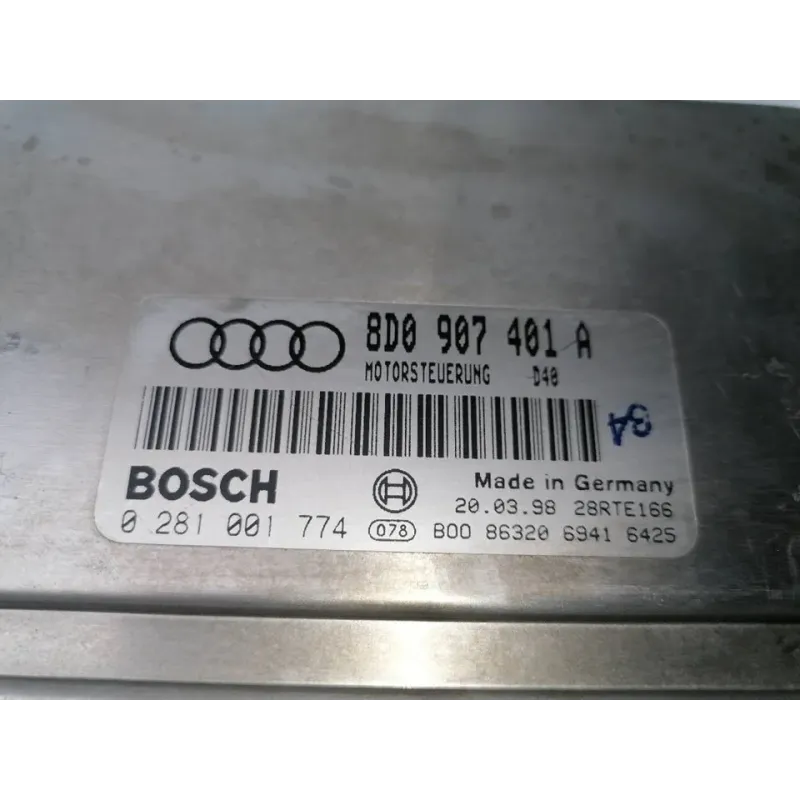 8D0 907 401 A
MOTORSTEUERUNG D40
34
BOSCH
Made in Germany
20.03.98 28RTE166
0 281 001 774 078 B00 86320 6941 6425